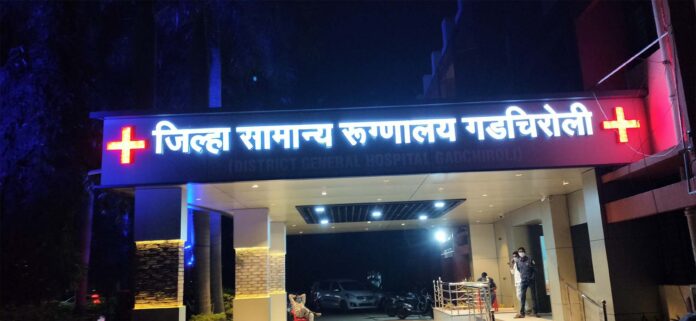 जिल्हा सामान्य रूग्णालय गडचिरोली
(DISTRICT GENERAL HOSPITAL GADCHIROLI)